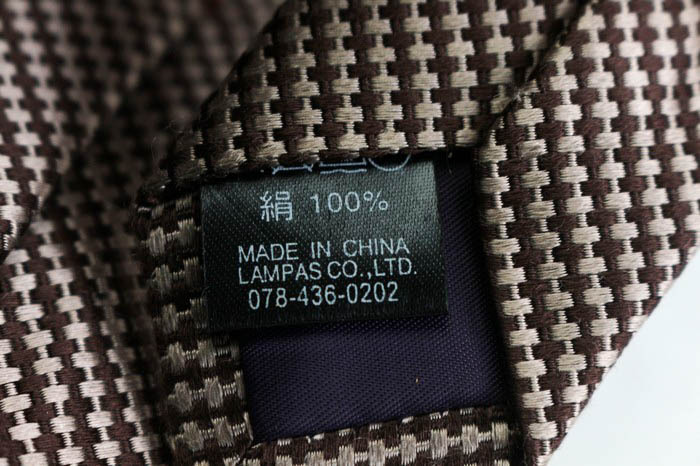 絹 100%
MADE IN CHINA
LAMPAS CO.,LTD.
078-436-0202